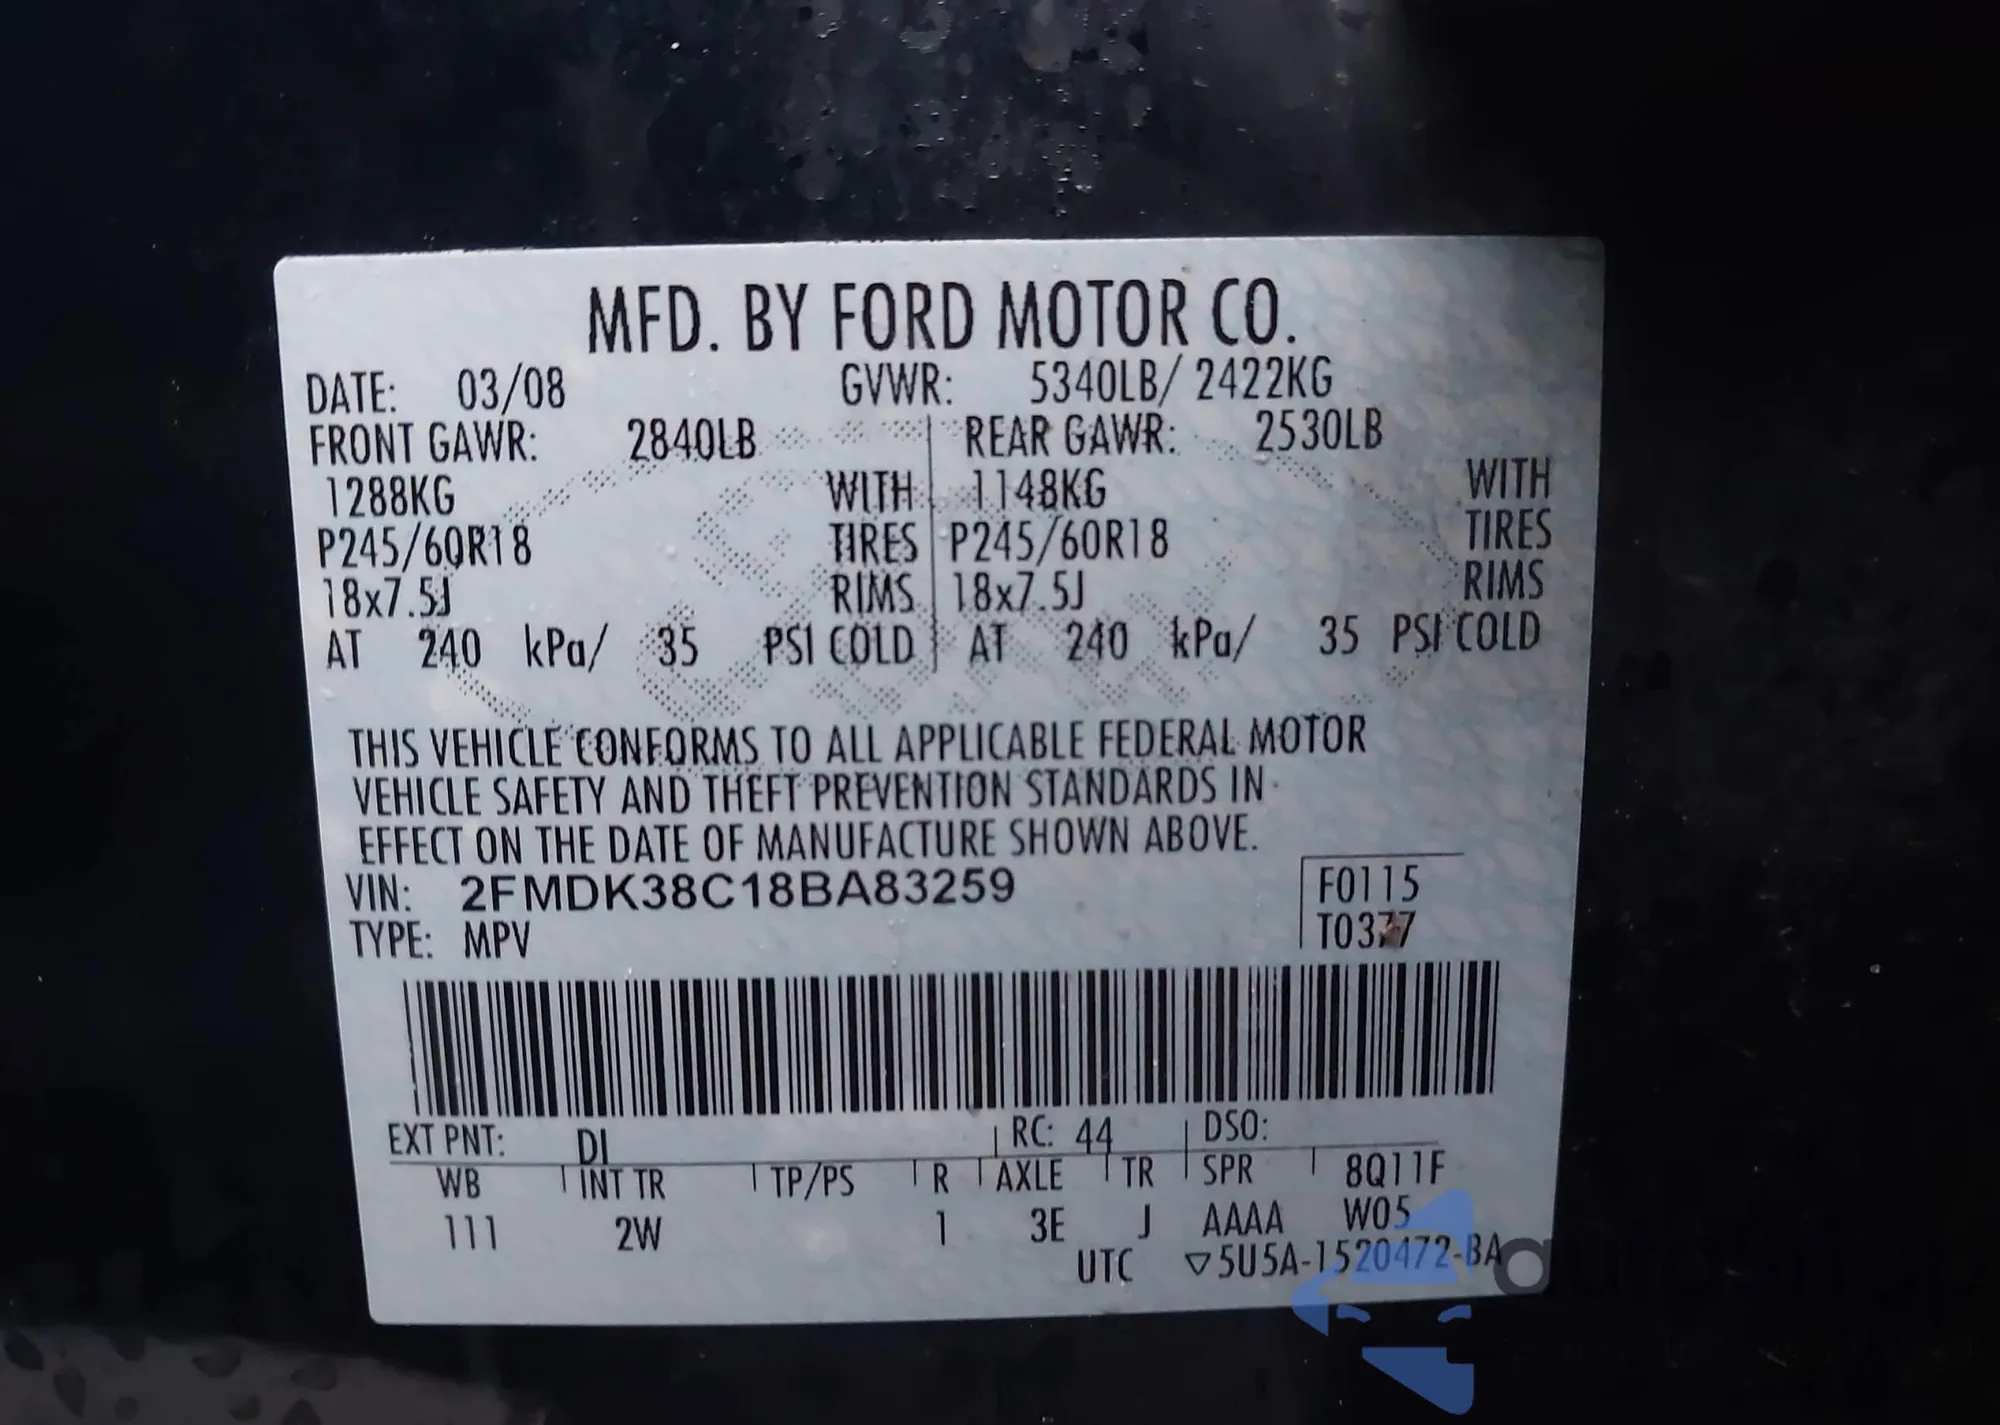 MFD. BY FORD MOTOR CO.
DATE: 03/08 GVWR: 5340LB/ 2422KG
FRONT GAWR: 2840LB REAR GAWR: 2530LB
1288KG WITH 1148KG WITH
P245/60R18 TIRES P245/60R18 TIRES
18x7.5J RIMS 18x7.5J RIMS
AT 240 kPa/ 35 PSI COLD AT 240 kPa/ 35 PSI COLD
THIS VEHICLE CONFORMS TO ALL APPLICABLE FEDERAL MOTOR
VEHICLE SAFETY AND THEFT PREVENTION STANDARDS IN
EFFECT ON THE DATE OF MANUFACTURE SHOWN ABOVE.
VIN: 2FMDK38C18BA83259 F0115
TYPE: MPV T0377
EXT PNT: DI RC: 44 DSO:
WB INT TR TP/PS R AXLE TR SPR 8Q11F
111 2W 1 3E J AAAA W05
UTC ▽5U5A-1520472-BA